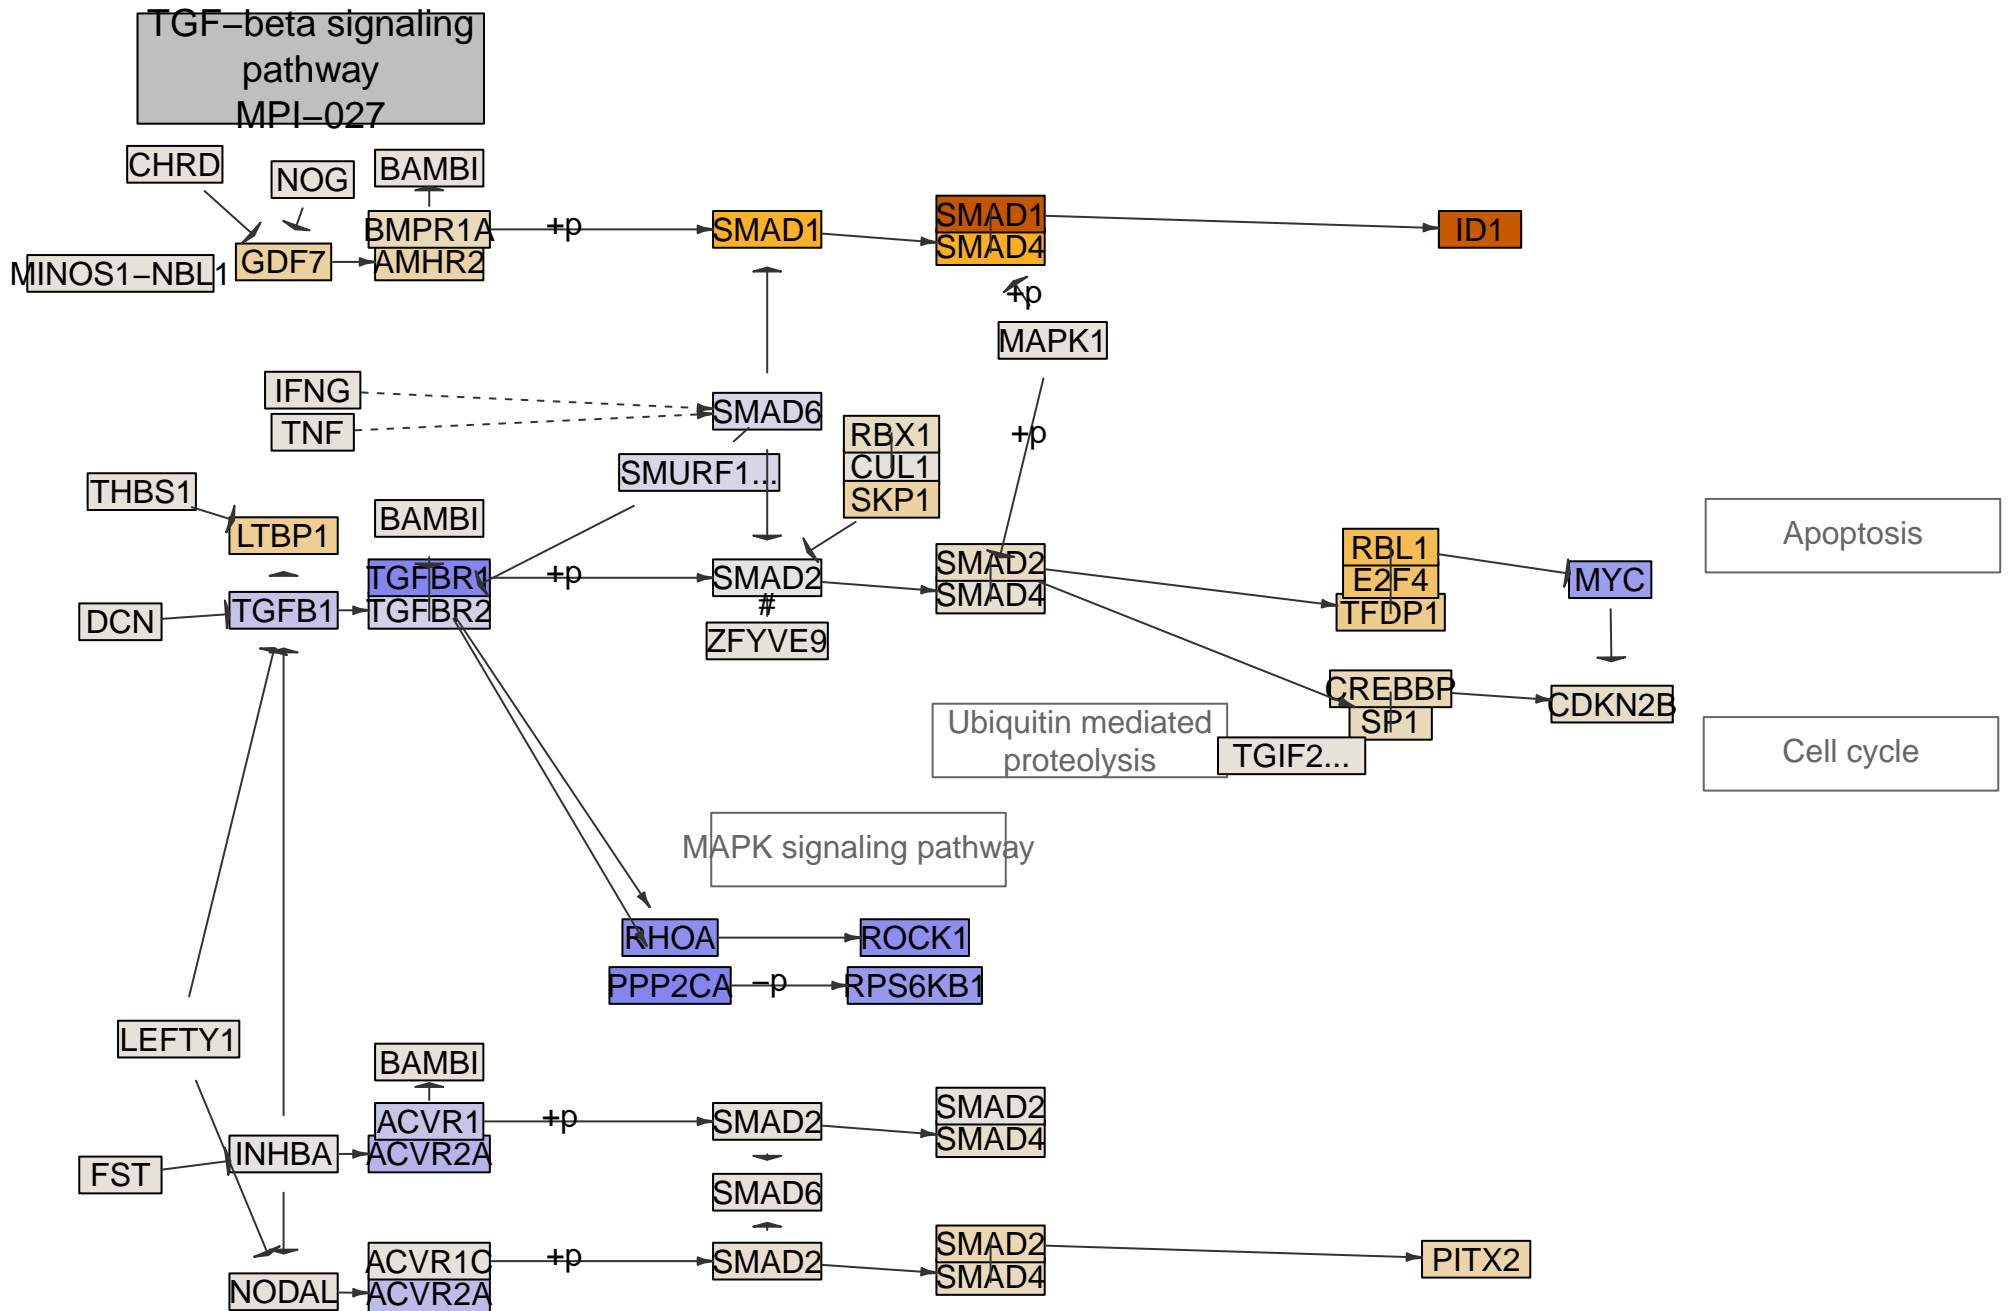 TGF−beta signaling
pathway
MPI−027
CHRD
NOG
BAMBI
BMPR1A
+p
SMAD1
SMAD1
SMAD4
ID1
MINOS1−NBL1
GDF7
AMHR2
+p
MAPK1
IFNG
TNF
SMAD6
RBX1
CUL1
SKP1
+p
SMURF1...
THBS1
LTBP1
BAMBI
TGFBR1
TGFBR2
+p
SMAD2
#
ZFYVE9
SMAD2
SMAD4
RBL1
E2F4
TFDP1
MYC
Apoptosis
DCN
TGFB1
CREBBP
SP1
TGIF2...
CDKN2B
Ubiquitin mediated
proteolysis
Cell cycle
MAPK signaling pathway
RHOA
ROCK1
PPP2CA
−p
RPS6KB1
LEFTY1
BAMBI
ACVR1
ACVR2A
+p
SMAD2
SMAD2
SMAD4
FST
INHBA
SMAD6
ACVR1C
ACVR2A
+p
SMAD2
SMAD2
SMAD4
PITX2
NODAL